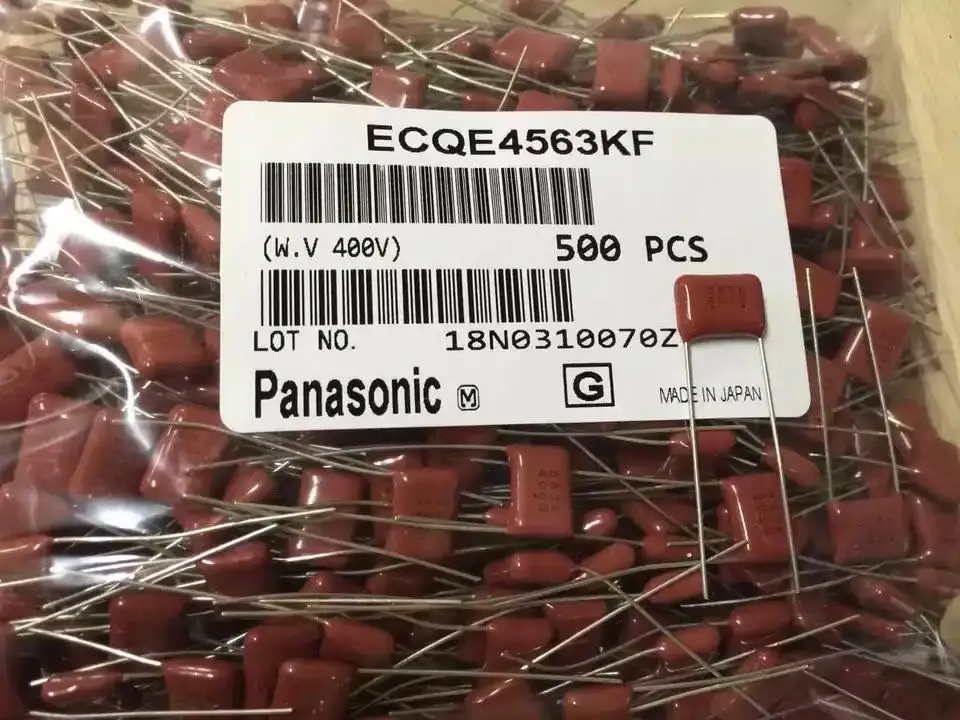 ECQE4563KF
(W.V 400V) 500 PCS
LOT NO. 18N0310070Z
Panasonic M G MADE IN JAPAN